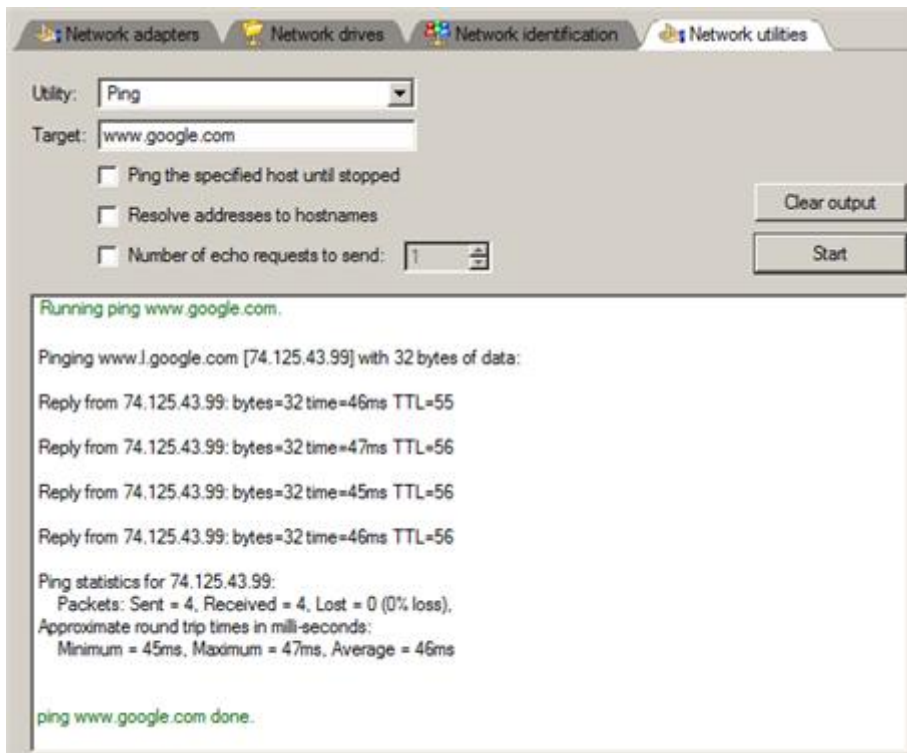 Network adapters Network drives Network identification Network utilities
Utility: Ping
Target: www.google.com
Ping the specified host until stopped
Resolve addresses to hostnames
Clear output
Number of echo requests to send: 1
Start
Running ping www.google.com.
Pinging www.l.google.com [74.125.43.99] with 32 bytes of data:
Reply from 74.125.43.99: bytes=32 time=46ms TTL=55
Reply from 74.125.43.99: bytes=32 time=47ms TTL=56
Reply from 74.125.43.99: bytes=32 time=45ms TTL=56
Reply from 74.125.43.99: bytes=32 time=46ms TTL=56
Ping statistics for 74.125.43.99:
Packets: Sent = 4, Received = 4, Lost = 0 (0% loss),
Approximate round trip times in milli-seconds:
Minimum = 45ms, Maximum = 47ms, Average = 46ms
ping www.google.com done.